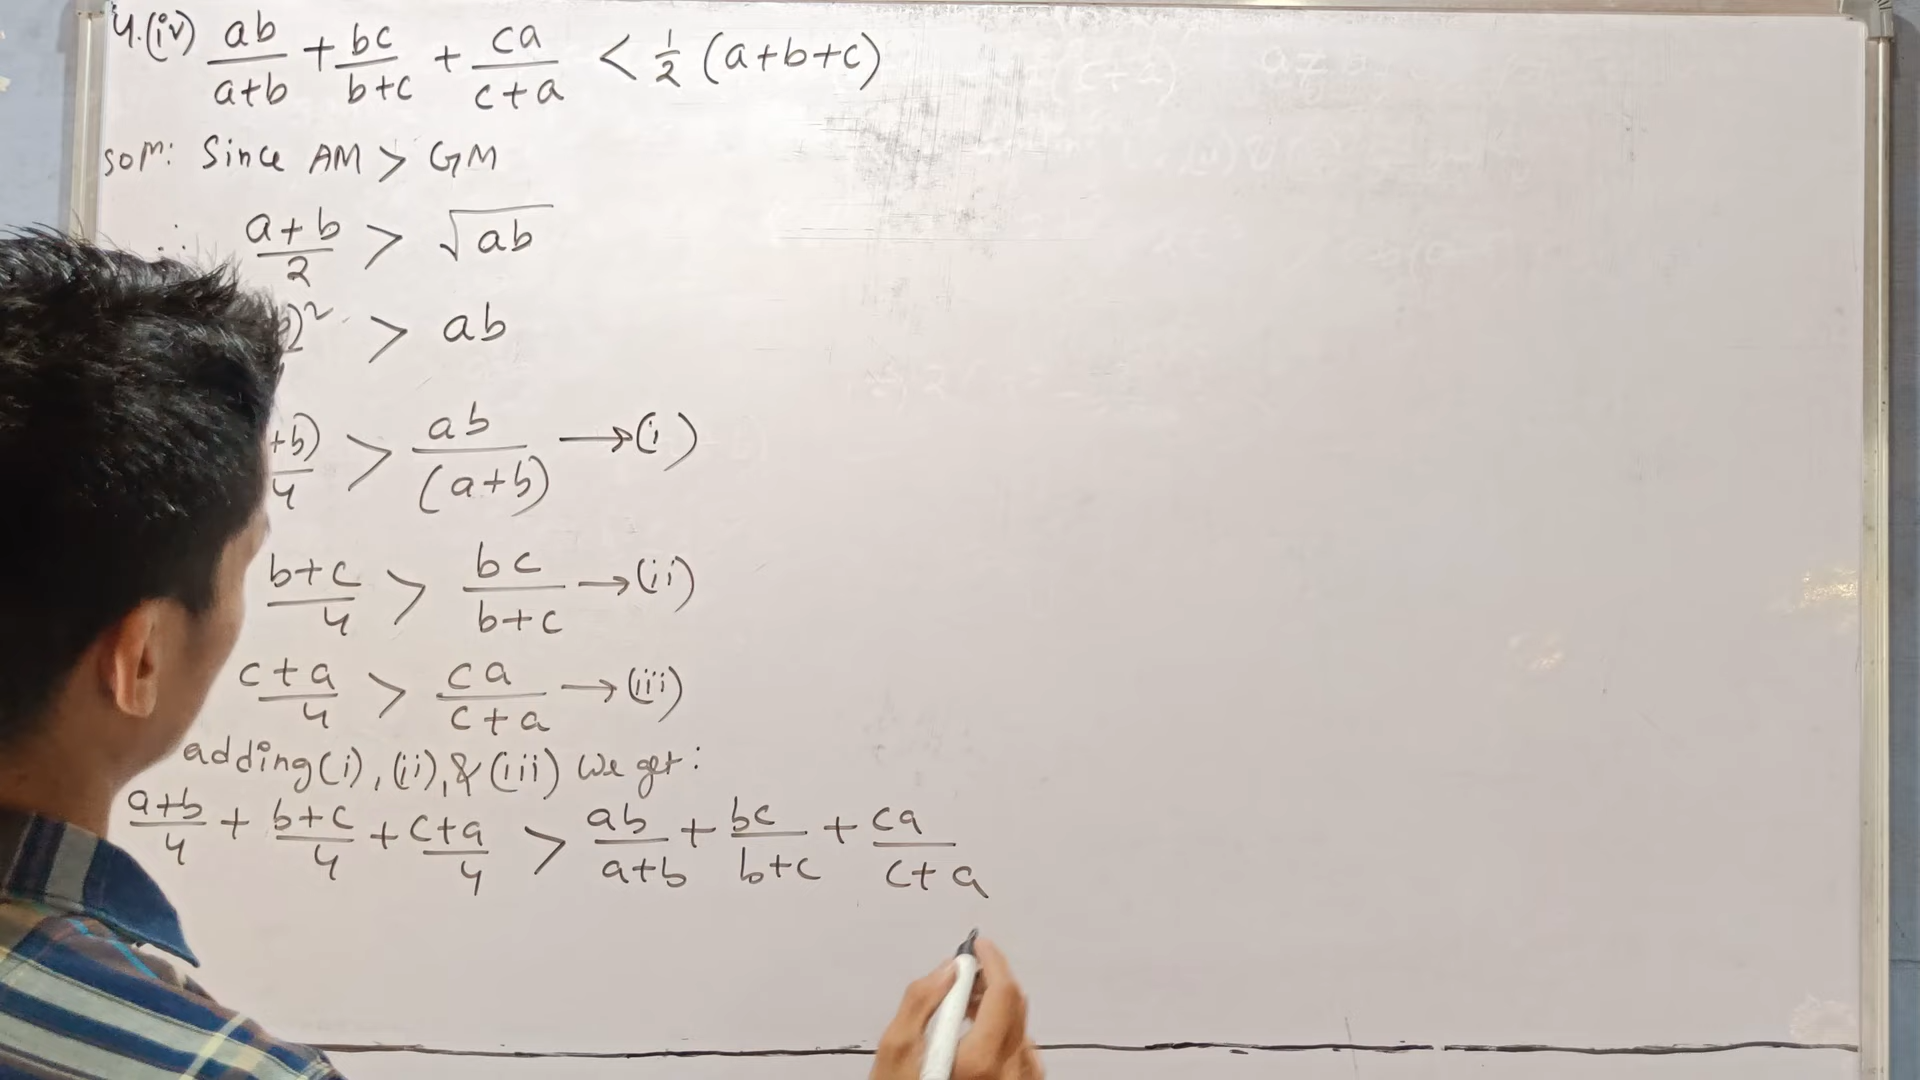 4.(iv) ab/a+b + bc/b+c + ca/c+a < 1/2 (a+b+c)
solⁿ: Since AM > GM
∴ a+b/2 > √ab
)² > ab
+b)/4 > ab/(a+b) →(i)
b+c/4 > bc/b+c →(ii)
c+a/4 > ca/c+a →(iii)
adding (i), (ii), & (iii) we get:
a+b/4 + b+c/4 + c+a/4 > ab/a+b + bc/b+c + ca/c+a